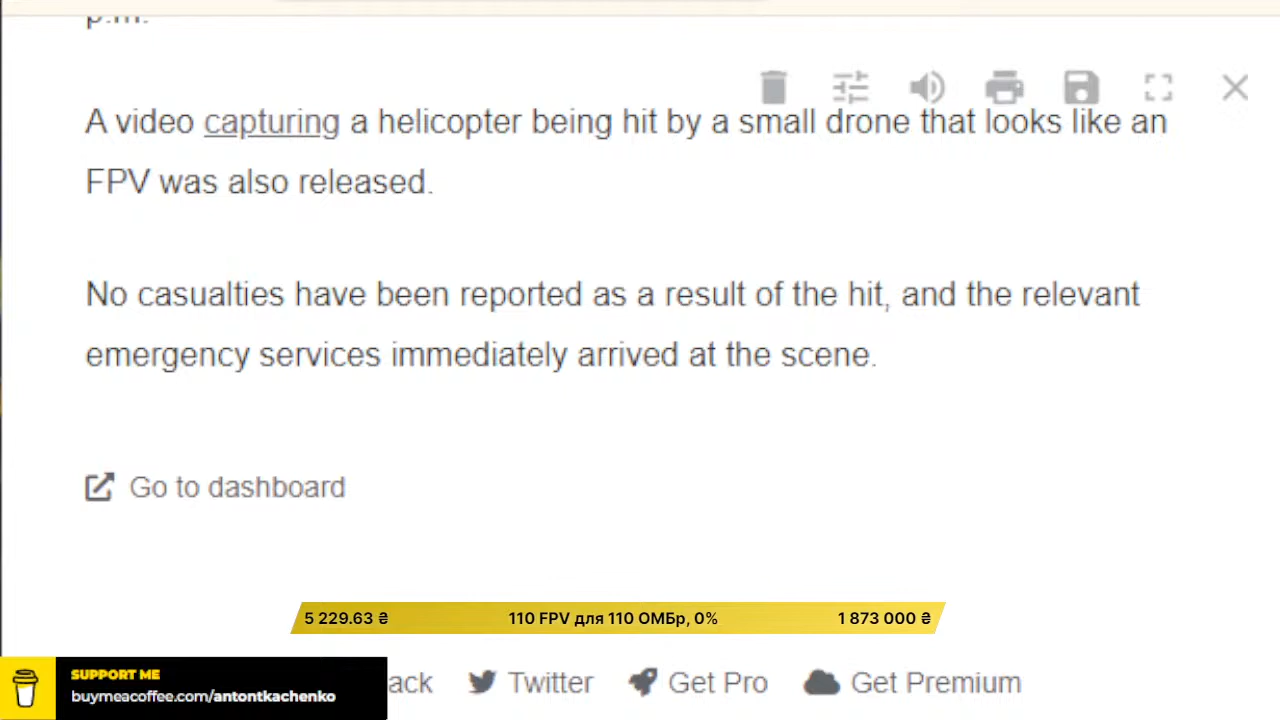 p.m.
A video capturing a helicopter being hit by a small drone that looks like an
FPV was also released.
No casualties have been reported as a result of the hit, and the relevant
emergency services immediately arrived at the scene.
Go to dashboard
5 229.63 ₴ 110 FPV для 110 ОМБр, 0% 1 873 000 ₴
SUPPORT ME
buymeacoffee.com/antontkachenko
ack Twitter Get Pro Get Premium